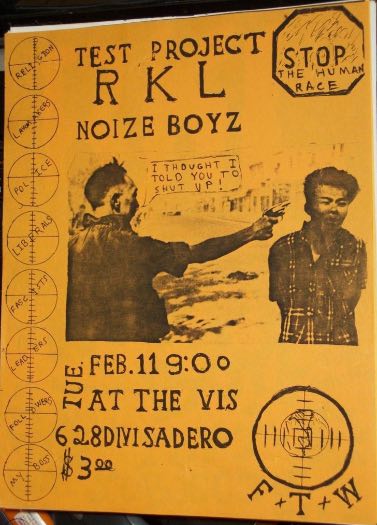 TEST PROJECT
RKL
NOIZE BOYZ
STOP
THE HUMAN
RACE
I THOUGHT I
TOLD YOU TO
SHUT UP!
RELIGION
LAWMAKERS
POLICE
LIBERALS
FASCISTS
LEADERS
FOLLOWERS
MY BOSS
TUE. FEB. 11 9:00
AT THE VIS
628 DIVISADERO
$3.00
F+T+W